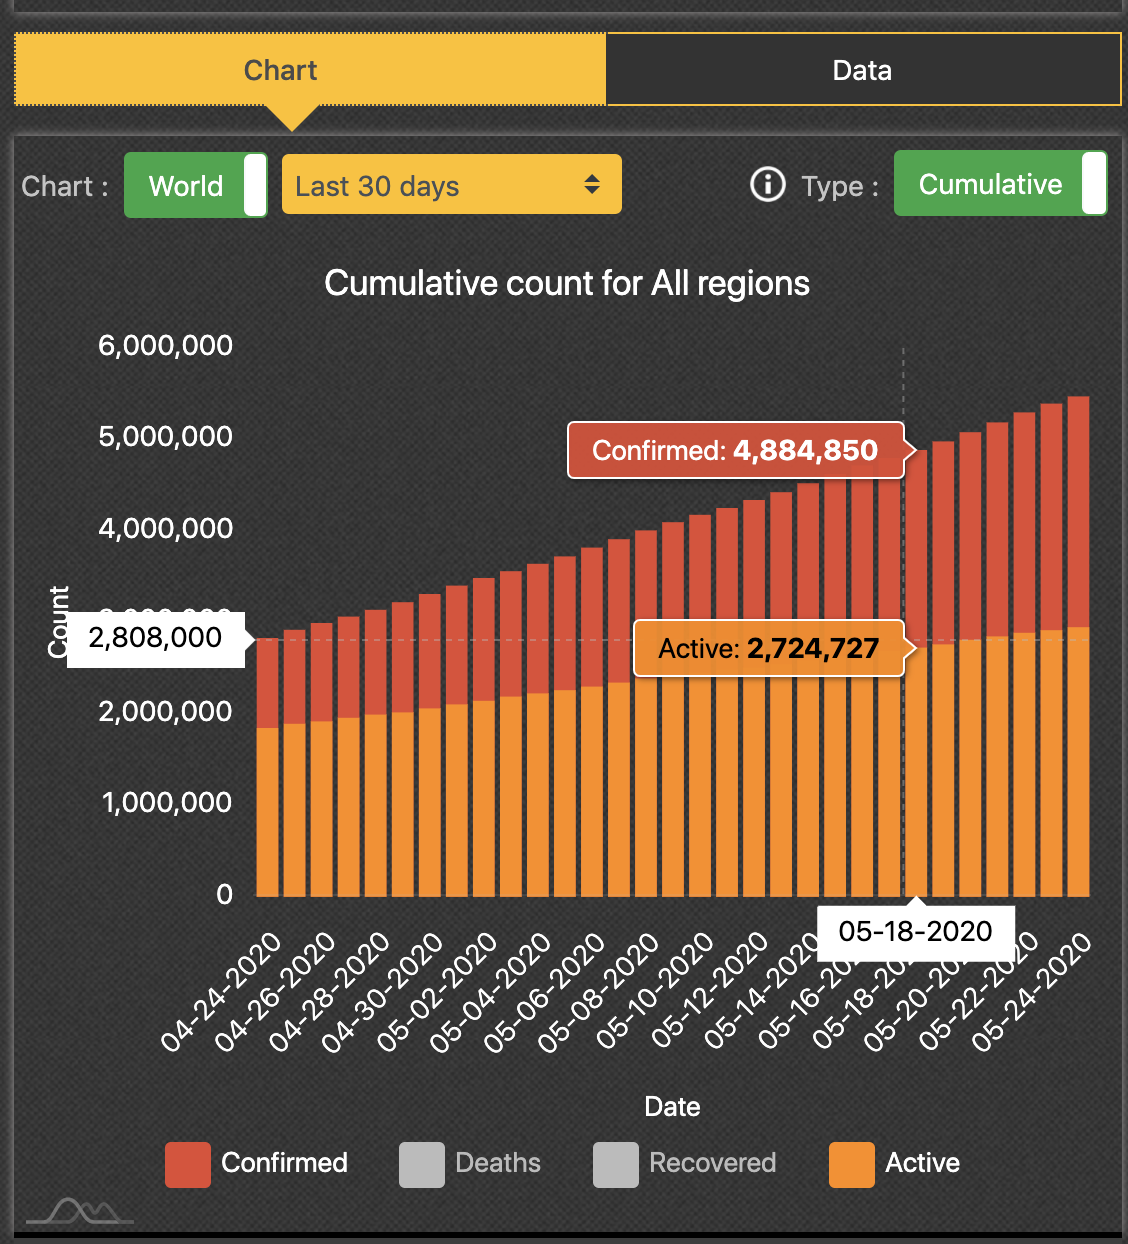 Chart
Data
Chart :
World
Last 30 days
Type :
Cumulative
Cumulative count for All regions
6,000,000
5,000,000
Confirmed: 4,884,850
4,000,000
Count
2,808,000
Active: 2,724,727
2,000,000
1,000,000
0
05-18-2020
04-24-2020
04-26-2020
04-28-2020
04-30-2020
05-02-2020
05-04-2020
05-06-2020
05-08-2020
05-10-2020
05-12-2020
05-14-2020
05-16-202
05-18-20
05-20-20
05-22-2020
05-24-2020
Date
Confirmed
Deaths
Recovered
Active